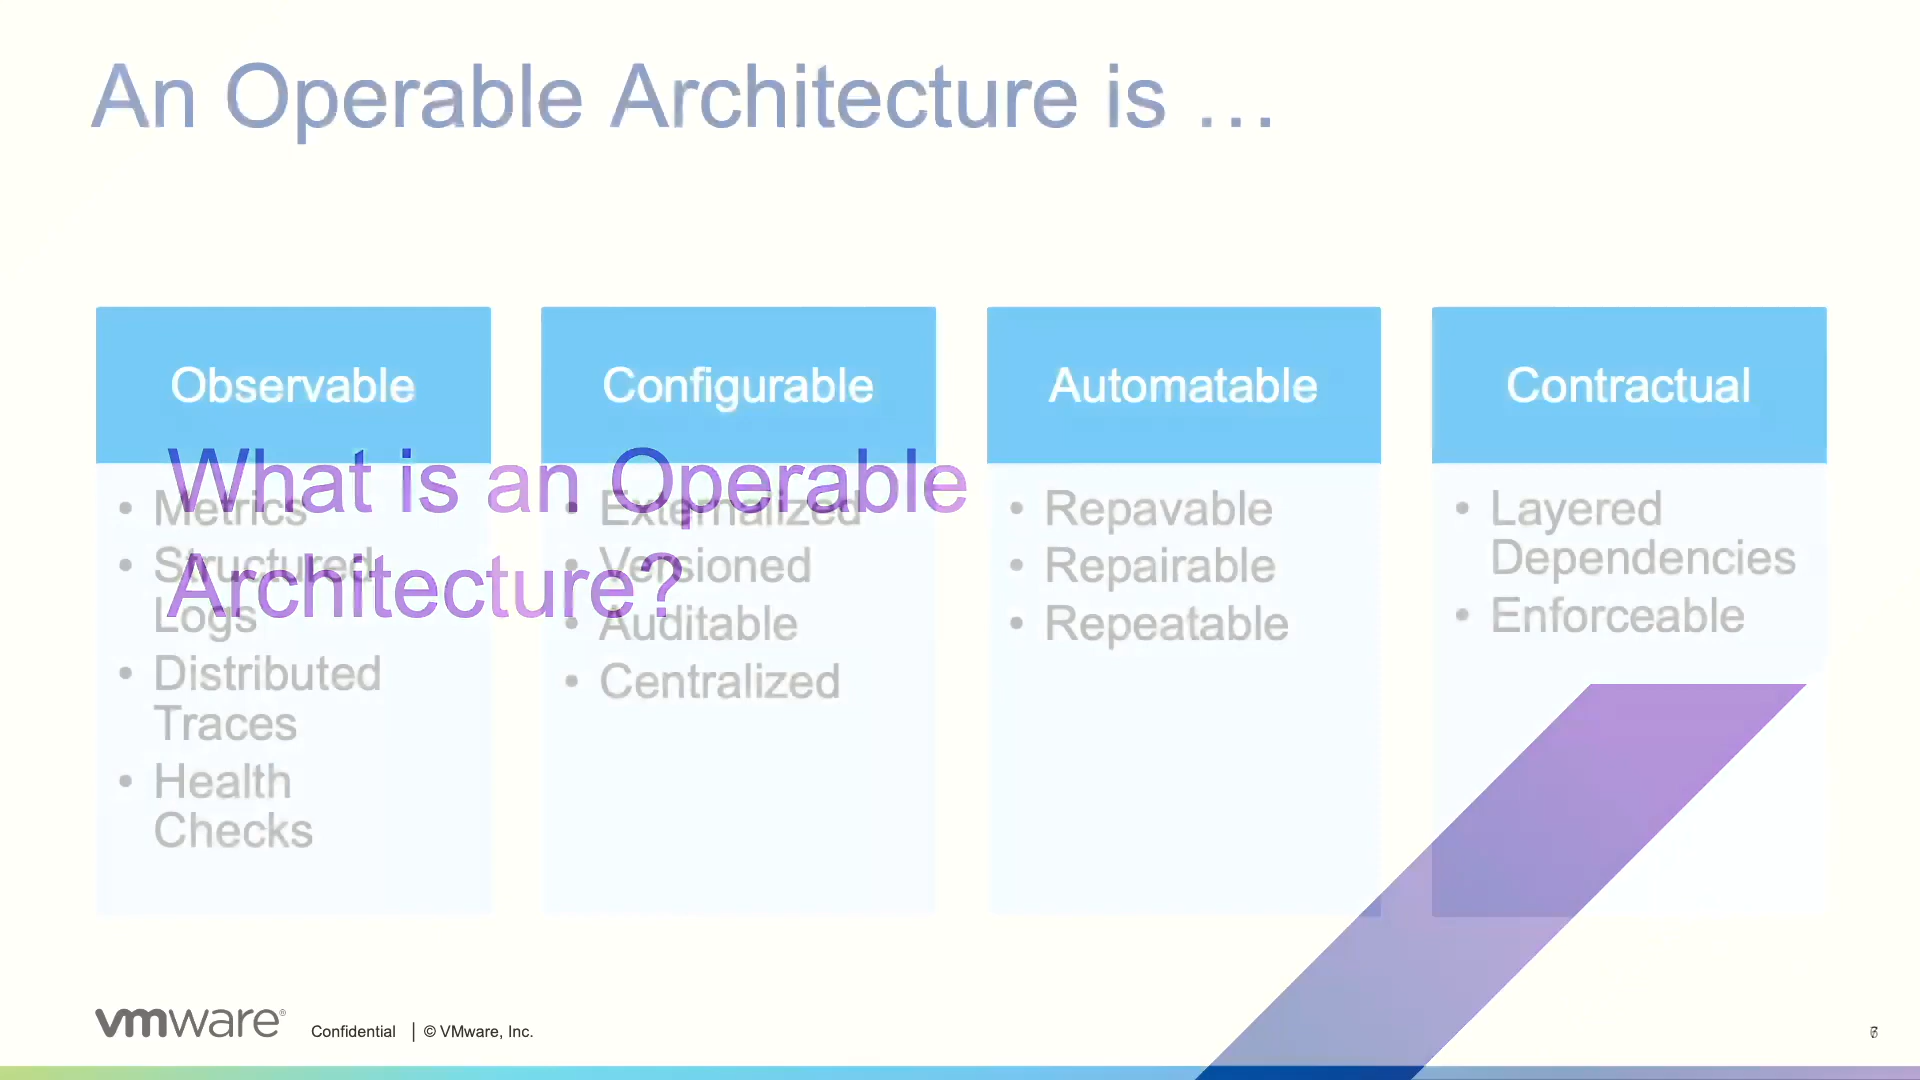 An Operable Architecture is …
Observable
• Metrics
• Structured
Logs
• Distributed
Traces
• Health
Checks
Configurable
• Externalized
• Versioned
• Auditable
• Centralized
Automatable
• Repavable
• Repairable
• Repeatable
Contractual
• Layered
Dependencies
• Enforceable
What is an Operable
Architecture?
vmware®
Confidential | © VMware, Inc.